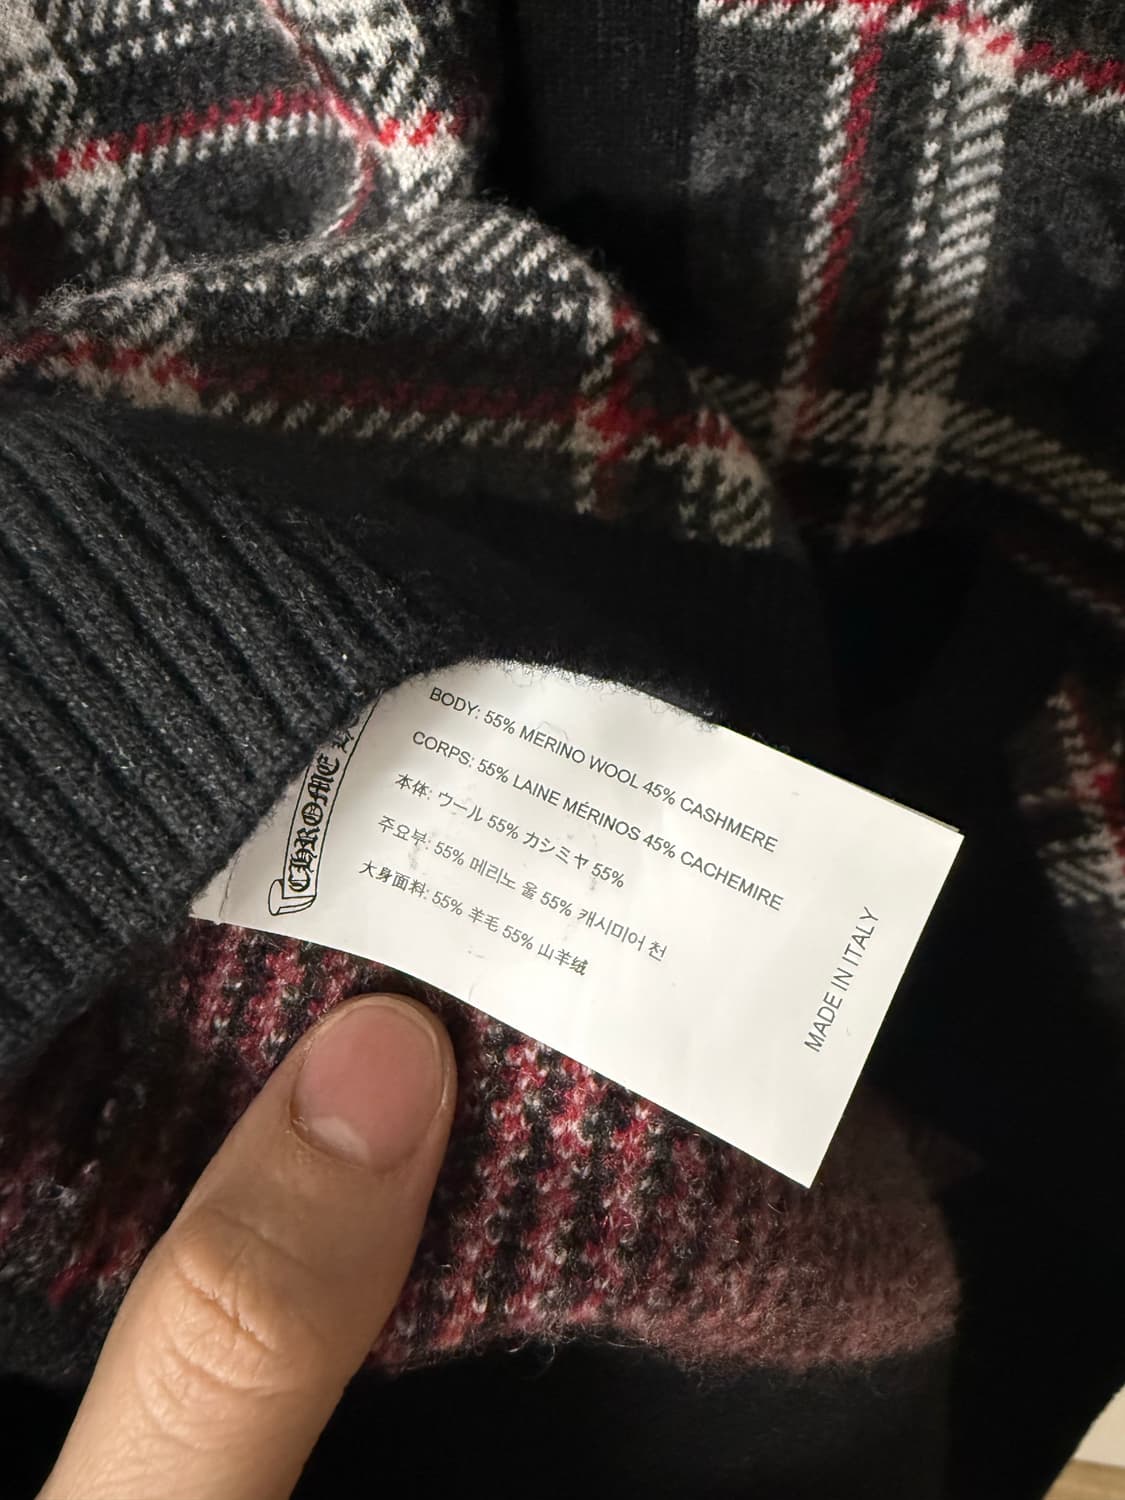 CHROME
BODY: 55% MERINO WOOL 45% CASHMERE
CORPS: 55% LAINE MÉRINOS 45% CACHEMIRE
本体: ウール 55% カシミヤ 55%
주요부: 55% 메리노 울 55% 캐시미어 천
大身面料: 55% 羊毛 55% 山羊绒
MADE IN ITALY